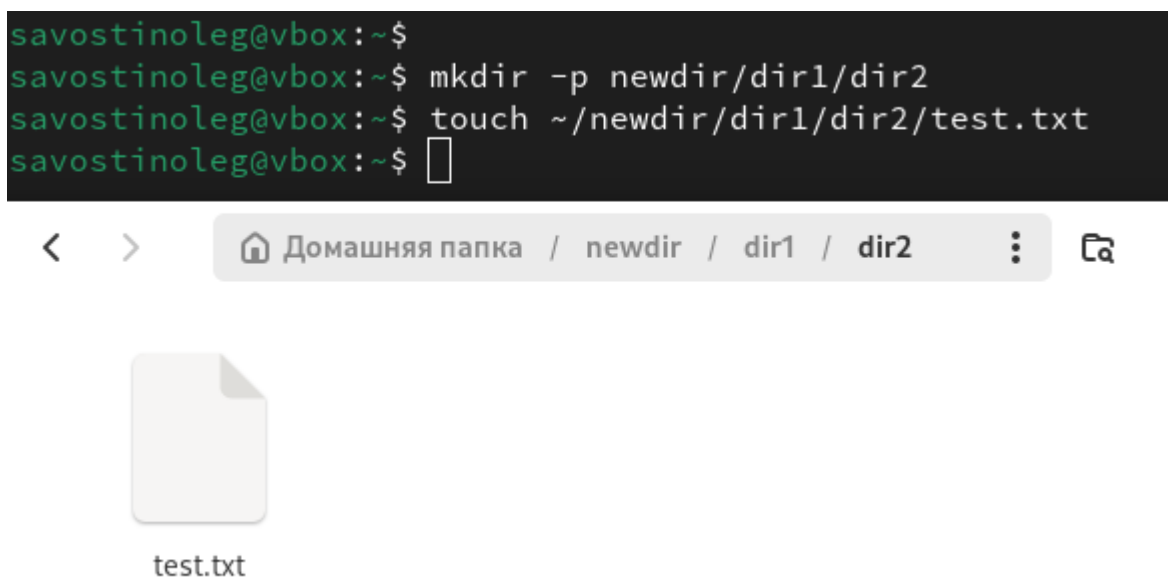 savostinoleg@vbox:~$
savostinoleg@vbox:~$ mkdir -p newdir/dir1/dir2
savostinoleg@vbox:~$ touch ~/newdir/dir1/dir2/test.txt
savostinoleg@vbox:~$
Домашняя папка / newdir / dir1 / dir2
test.txt